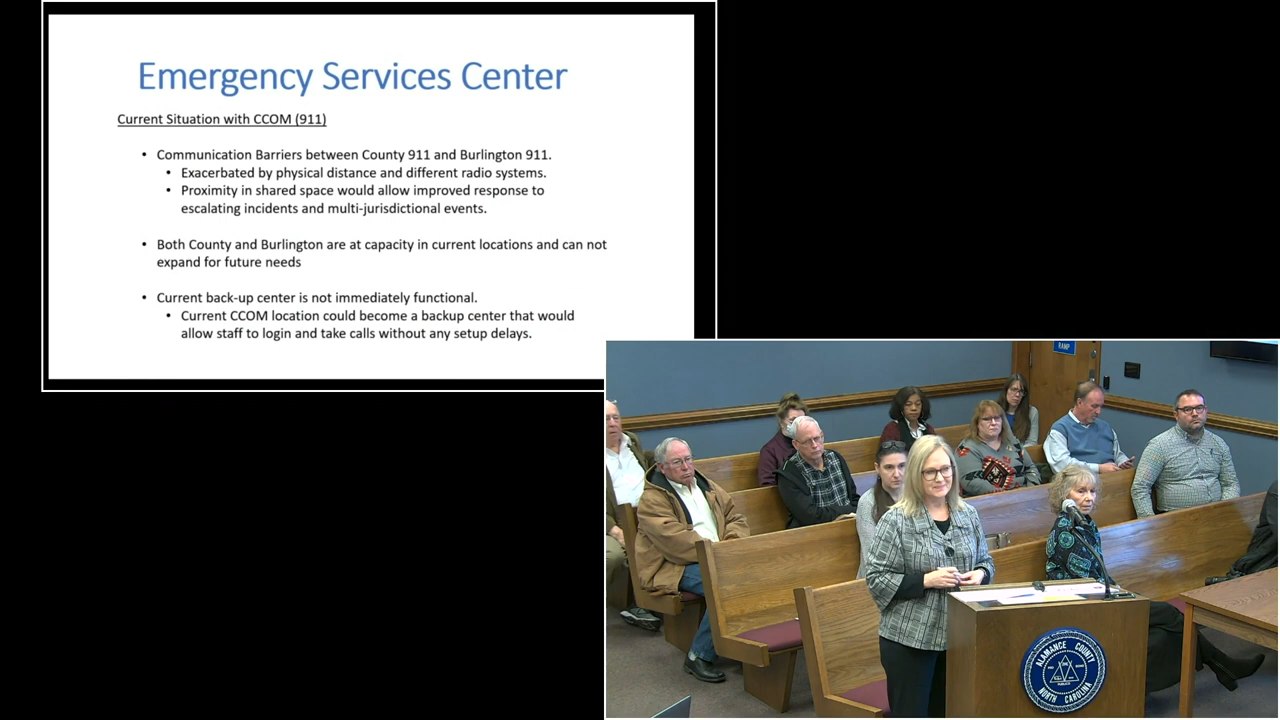 Emergency Services Center
Current Situation with CCOM (911)
• Communication Barriers between County 911 and Burlington 911.
• Exacerbated by physical distance and different radio systems.
• Proximity in shared space would allow improved response to
escalating incidents and multi-jurisdictional events.
• Both County and Burlington are at capacity in current locations and can not
expand for future needs
• Current back-up center is not immediately functional.
• Current CCOM location could become a backup center that would
allow staff to login and take calls without any setup delays.
RAMP
ALAMANCE COUNTY
NORTH CAROLINA